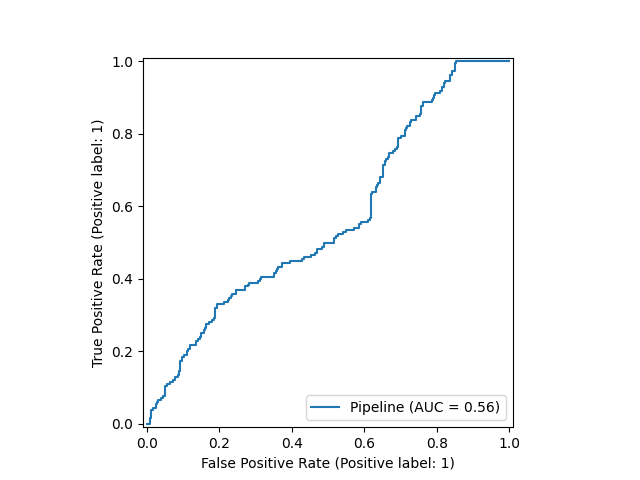 1.0
0.8
0.6
0.4
0.2
0.0
True Positive Rate (Positive label: 1)
Pipeline (AUC = 0.56)
0.0 0.2 0.4 0.6 0.8 1.0
False Positive Rate (Positive label: 1)